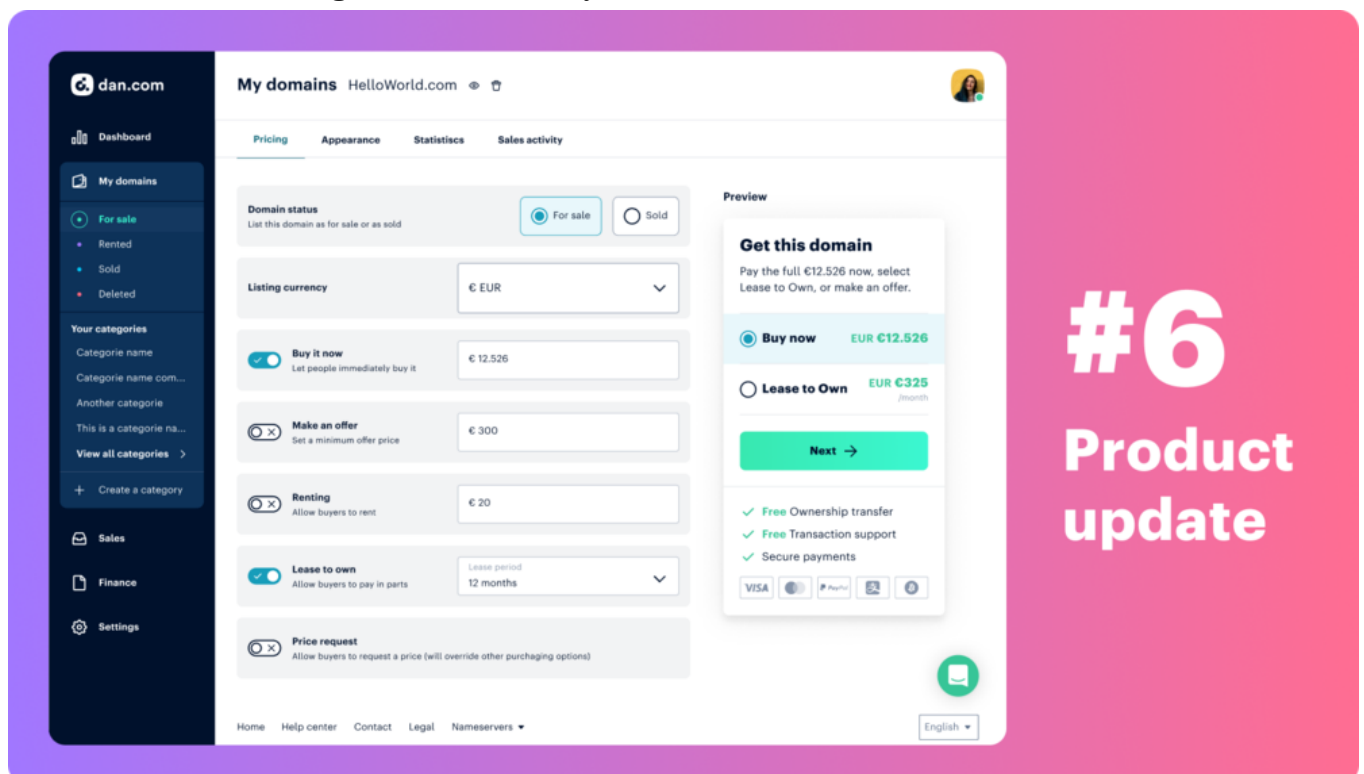 dan.com
Dashboard
My domains
For sale
Rented
Sold
Deleted
Your categories
Categorie name
Categorie name com...
Another categorie
This is a categorie na...
View all categories >
+ Create a category
Sales
Finance
Settings
My domains HelloWorld.com
Pricing Appearance Statistiscs Sales activity
Domain status
List this domain as for sale or as sold
For sale Sold
Listing currency
€ EUR
Buy it now
Let people immediately buy it
€ 12.526
Make an offer
Set a minimum offer price
€ 300
Renting
Allow buyers to rent
€ 20
Lease to own
Allow buyers to pay in parts
Lease period
12 months
Price request
Allow buyers to request a price (will override other purchaging options)
Preview
Get this domain
Pay the full €12.526 now, select
Lease to Own, or make an offer.
Buy now EUR €12.526
Lease to Own EUR €325
/month
Next →
Free Ownership transfer
Free Transaction support
Secure payments
VISA PayPal
Home Help center Contact Legal Nameservers
English
#6
Product
update